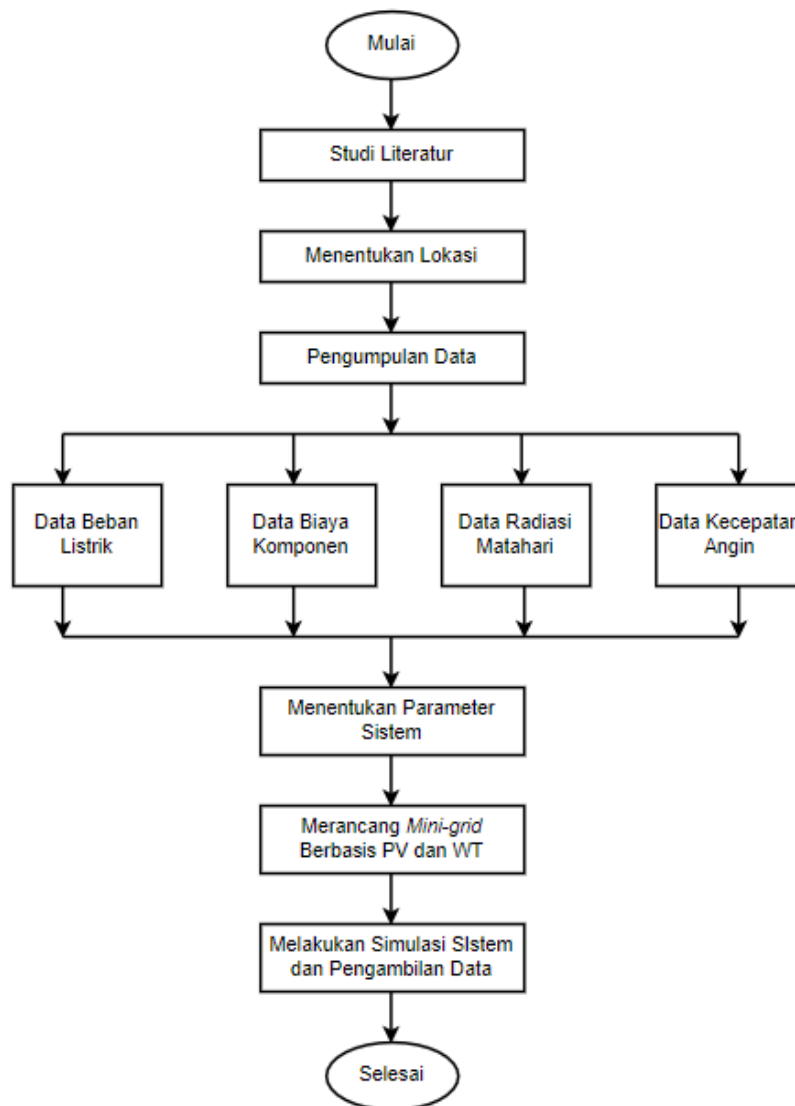 Mulai
Studi Literatur
Menentukan Lokasi
Pengumpulan Data
Data Beban
Listrik
Data Biaya
Komponen
Data Radiasi
Matahari
Data Kecepatan
Angin
Menentukan Parameter
Sistem
Merancang Mini-grid
Berbasis PV dan WT
Melakukan Simulasi SIstem
dan Pengambilan Data
Selesai